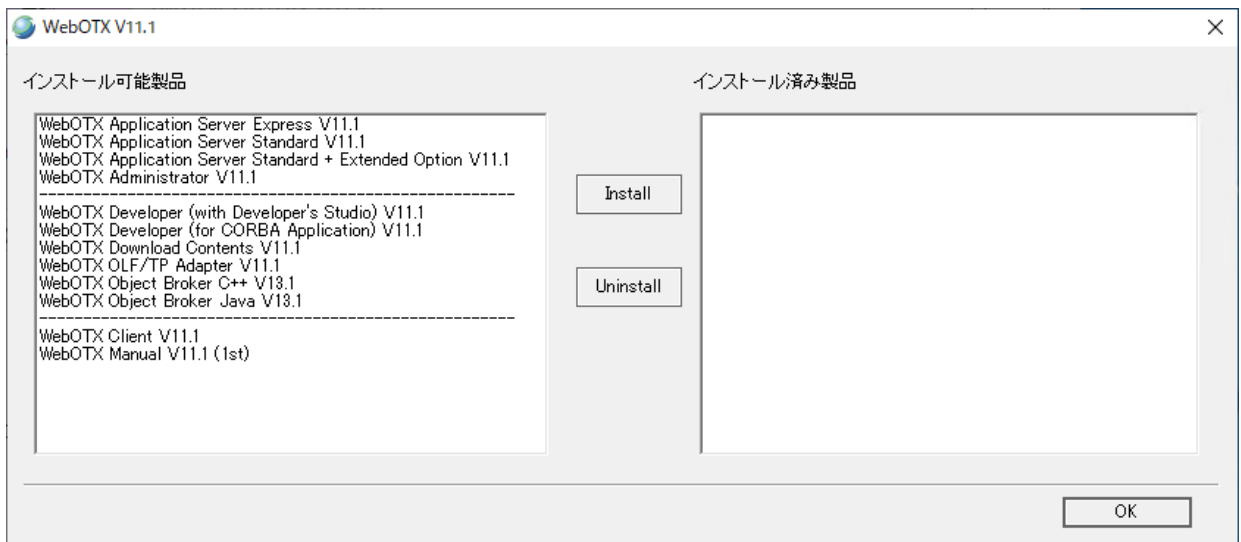 WebOTX V11.1
インストール可能製品
インストール済み製品
WebOTX Application Server Express V11.1
WebOTX Application Server Standard V11.1
WebOTX Application Server Standard + Extended Option V11.1
WebOTX Administrator V11.1
------------------------------------------------------
WebOTX Developer (with Developer's Studio) V11.1
WebOTX Developer (for CORBA Application) V11.1
WebOTX Download Contents V11.1
WebOTX OLF/TP Adapter V11.1
WebOTX Object Broker C++ V13.1
WebOTX Object Broker Java V13.1
------------------------------------------------------
WebOTX Client V11.1
WebOTX Manual V11.1 (1st)
Install
Uninstall
OK